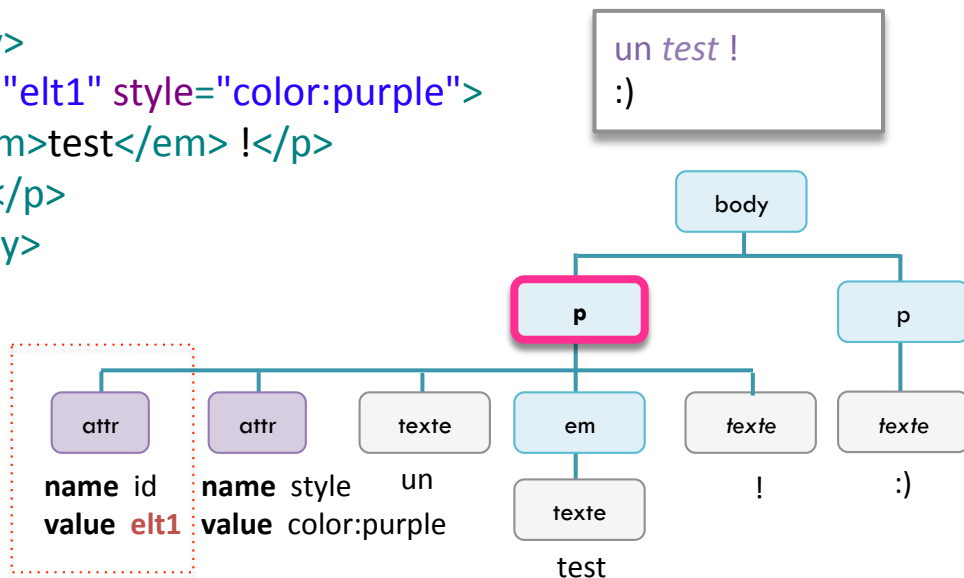 y>
"elt1" style="color:purple">
m>test</em> !</p>
</p>
y>
un test !
:)
body
p
p
attr
attr
texte
em
texte
texte
name id
value elt1
name style
value color:purple
un
texte
!
:)
test